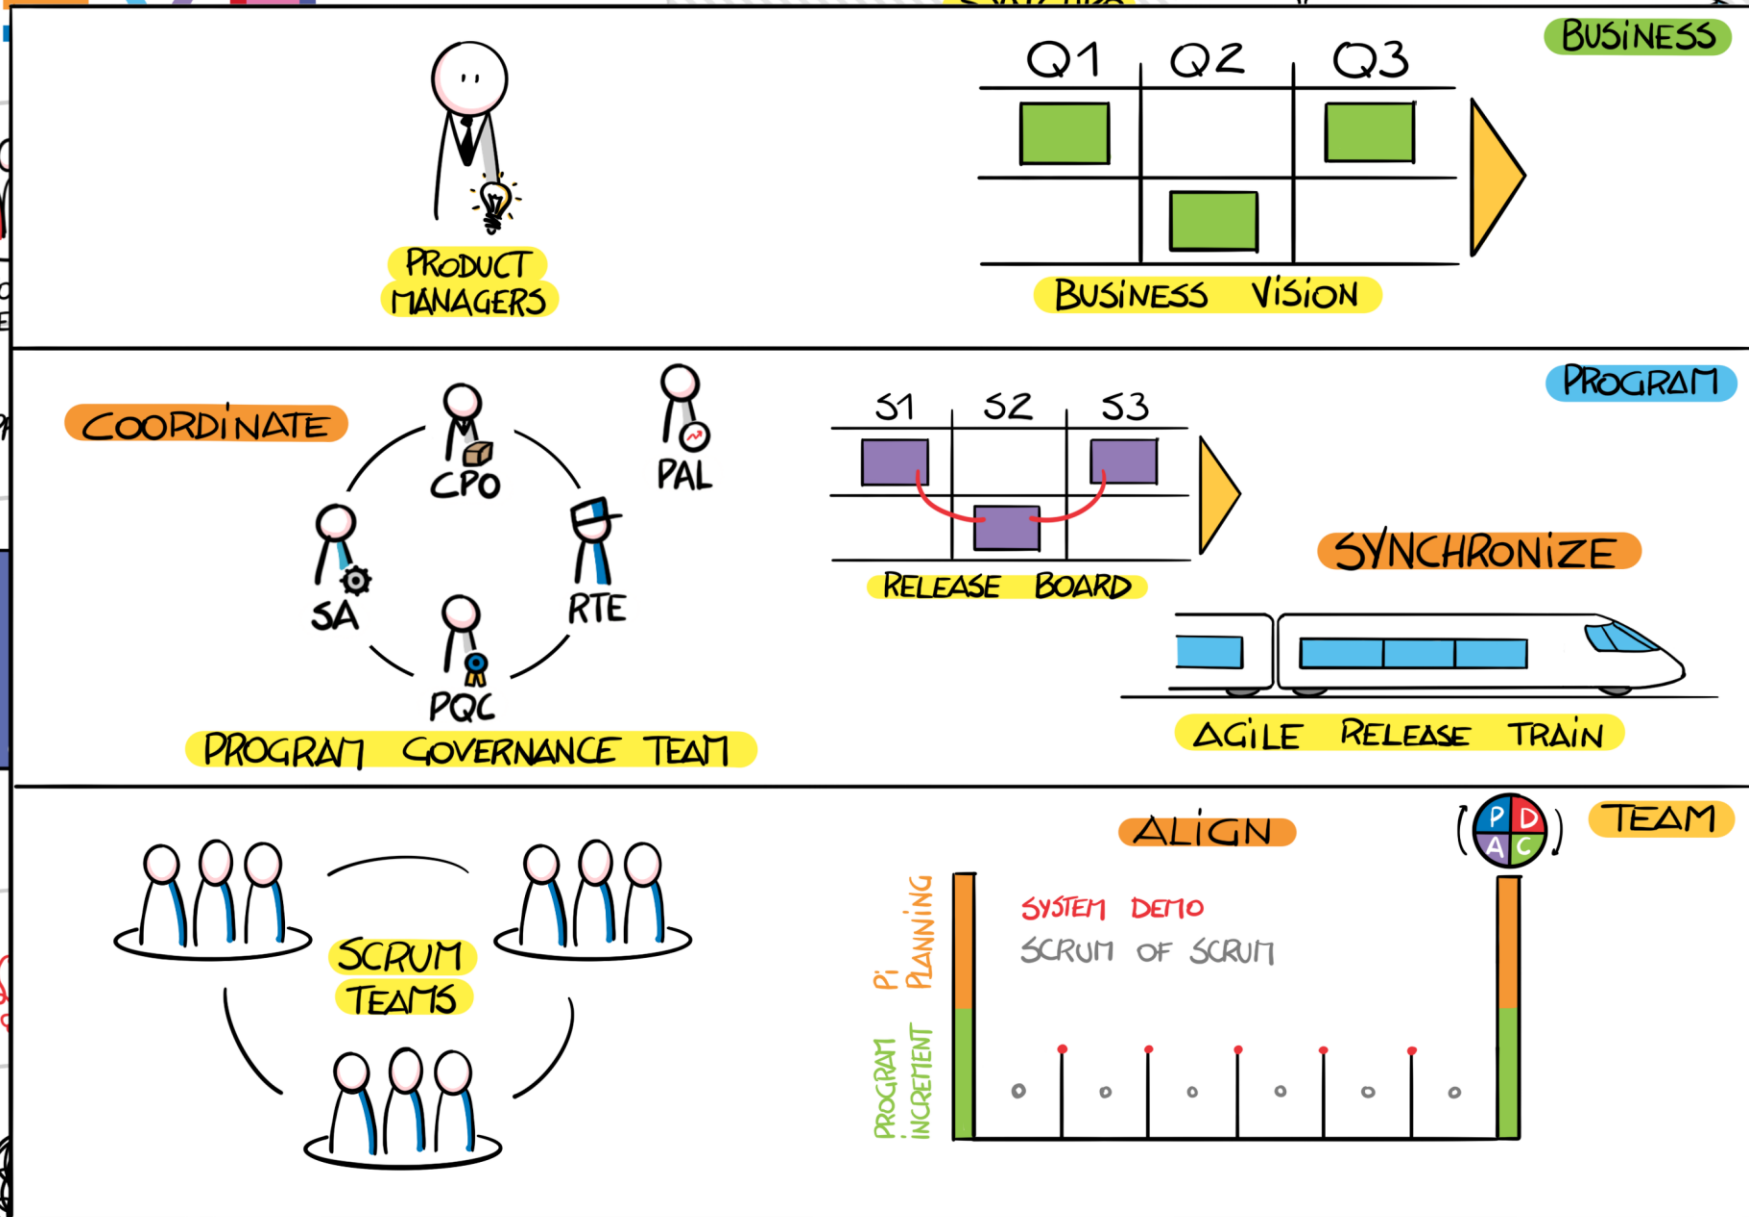 BUSINESS
Q1 Q2 Q3
PRODUCT
MANAGERS
BUSINESS VISION
PROGRAM
COORDINATE
CPO
PAL
SA
RTE
PQC
PROGRAM GOVERNANCE TEAM
S1 S2 S3
RELEASE BOARD
SYNCHRONIZE
AGILE RELEASE TRAIN
TEAM
SCRUM
TEAMS
ALIGN
P D
A C
PI
PLANNING
PROGRAM
INCREMENT
SYSTEM DEMO
SCRUM OF SCRUM